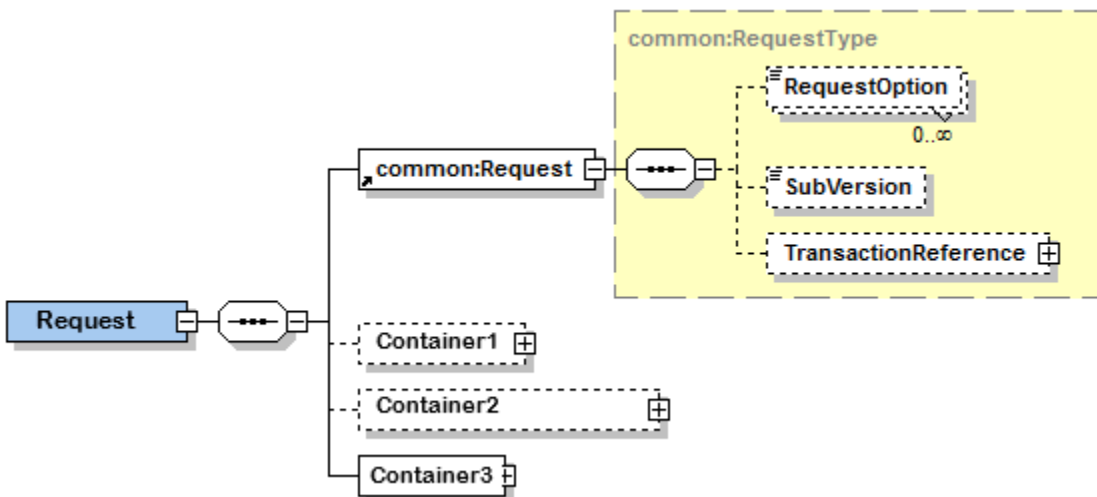 common:RequestType
RequestOption
0..∞
common:Request
SubVersion
TransactionReference
Request
Container1
Container2
Container3